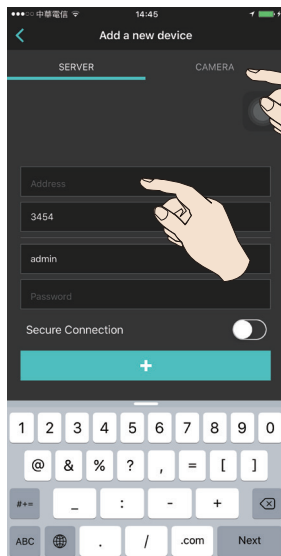 中華電信 14:45
Add a new device
SERVER CAMERA
Address
3454
admin
Password
Secure Connection
+
1 2 3 4 5 6 7 8 9 0
@ & % ? , = [ ]
#+= _ : - +
ABC . / .com Next